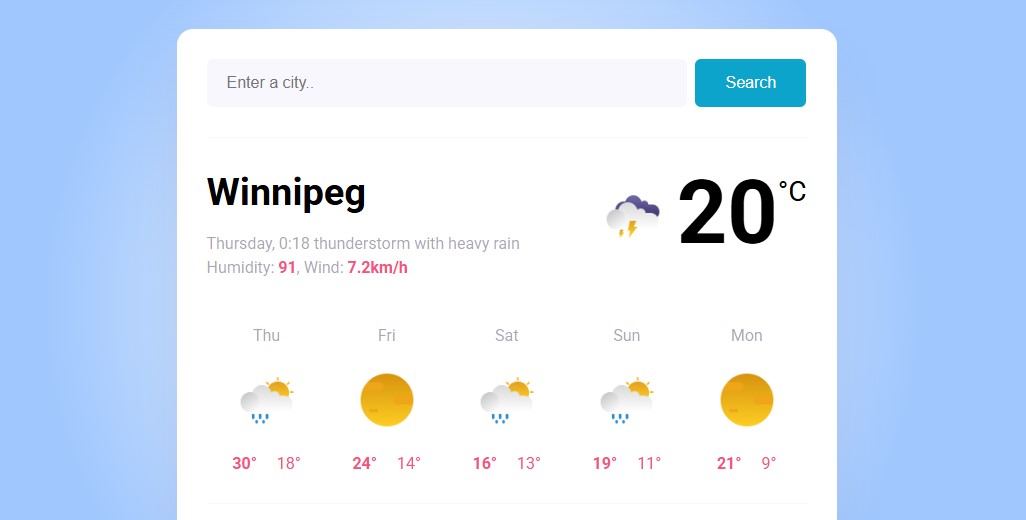 Enter a city..
Search
Winnipeg
20 °C
Thursday, 0:18 thunderstorm with heavy rain
Humidity: 91, Wind: 7.2km/h
Thu Fri Sat Sun Mon
30° 18° 24° 14° 16° 13° 19° 11° 21° 9°